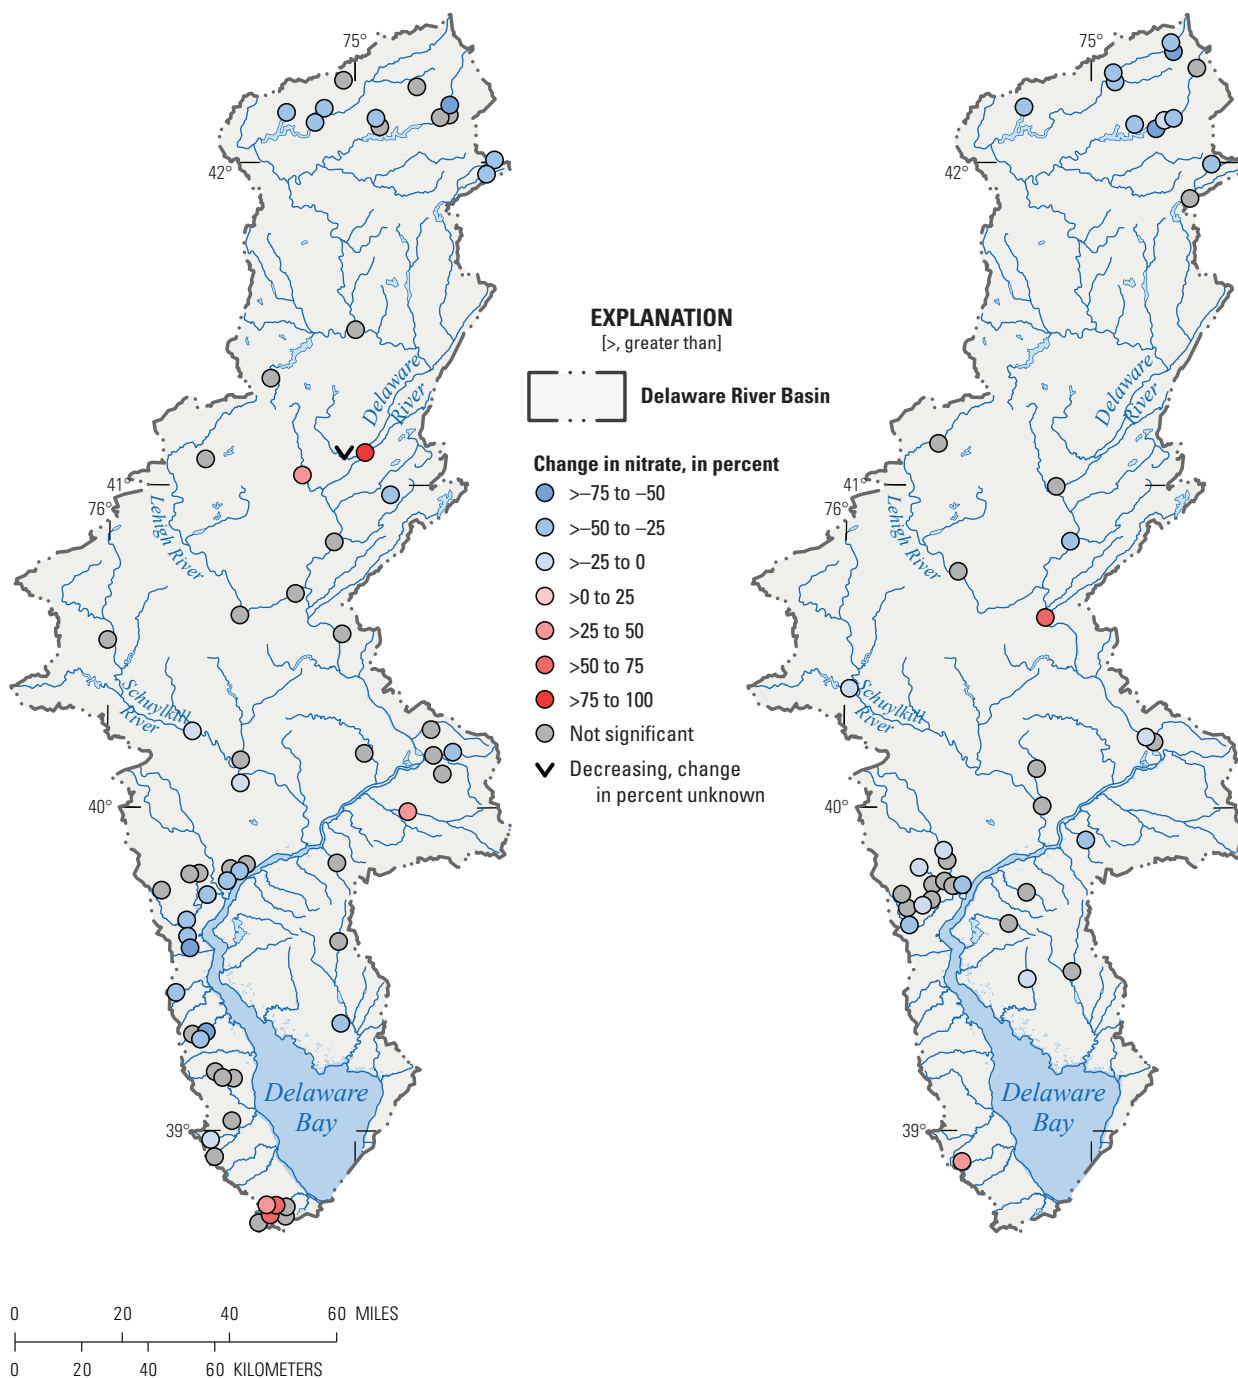 75°
42°
Delaware
River
41°
76°
Lehigh River
Schuylkill
River
40°
39°
Delaware
Bay
EXPLANATION
[>, greater than]
Delaware River Basin
Change in nitrate, in percent
>–75 to –50
>–50 to –25
>–25 to 0
>0 to 25
>25 to 50
>50 to 75
>75 to 100
Not significant
Decreasing, change
in percent unknown
75°
42°
Delaware
River
41°
76°
Lehigh River
Schuylkill
River
40°
39°
Delaware
Bay
0 20 40 60 MILES
0 20 40 60 KILOMETERS